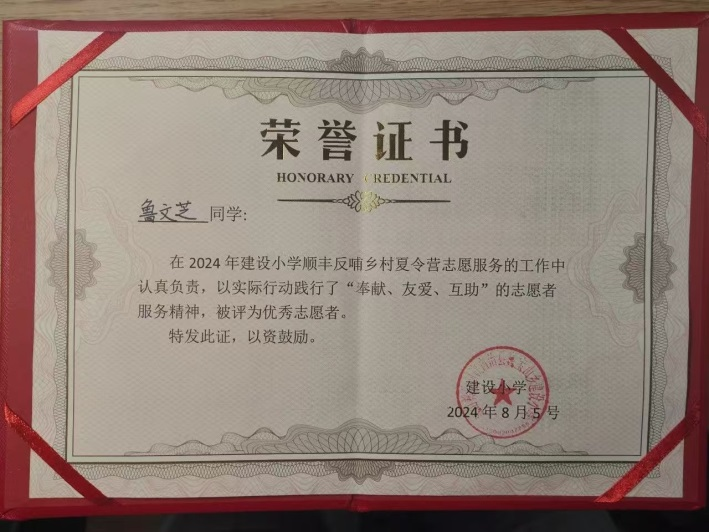 荣誉证书
HONORARY CREDENTIAL
鲁文芝 同学:
在 2024 年建设小学顺丰反哺乡村夏令营志愿服务的工作中
认真负责，以实际行动践行了“奉献、友爱、互助”的志愿者
服务精神，被评为优秀志愿者。
特发此证，以资鼓励。
建设小学
2024 年 8 月 5 号